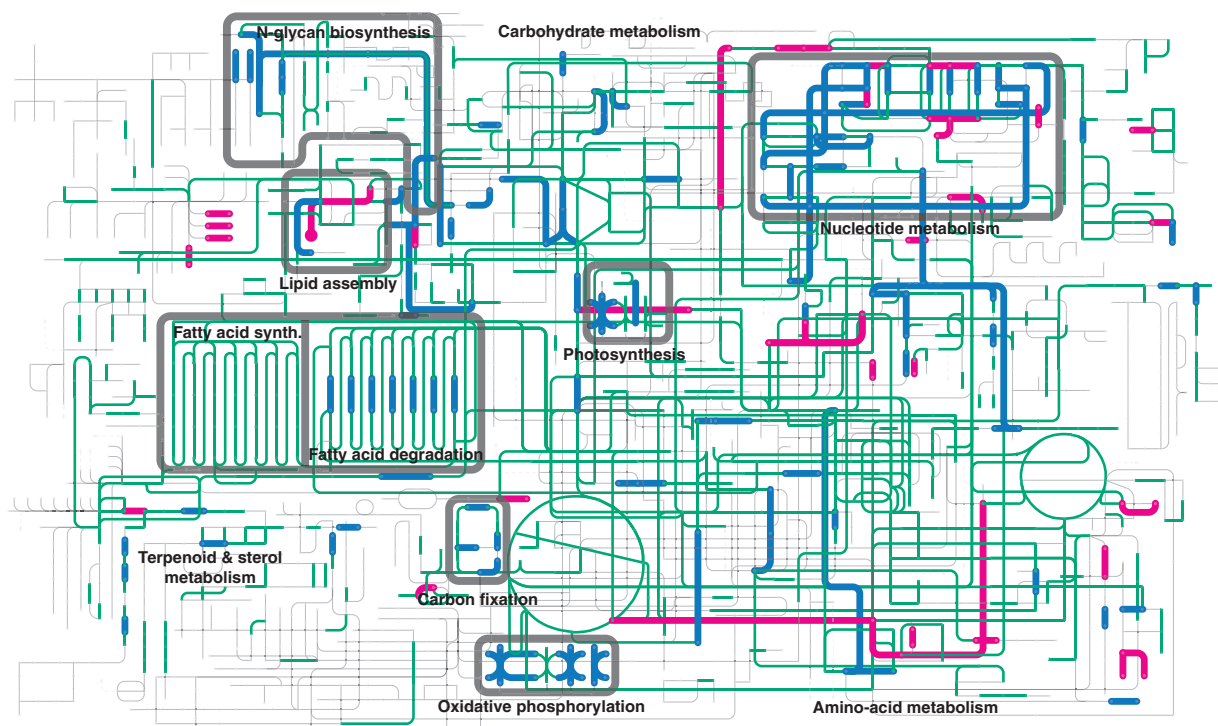 N-glycan biosynthesis
Carbohydrate metabolism
Nucleotide metabolism
Lipid assembly
Fatty acid synth.
Photosynthesis
Fatty acid degradation
Terpenoid & sterol
metabolism
Carbon fixation
Oxidative phosphorylation
Amino-acid metabolism